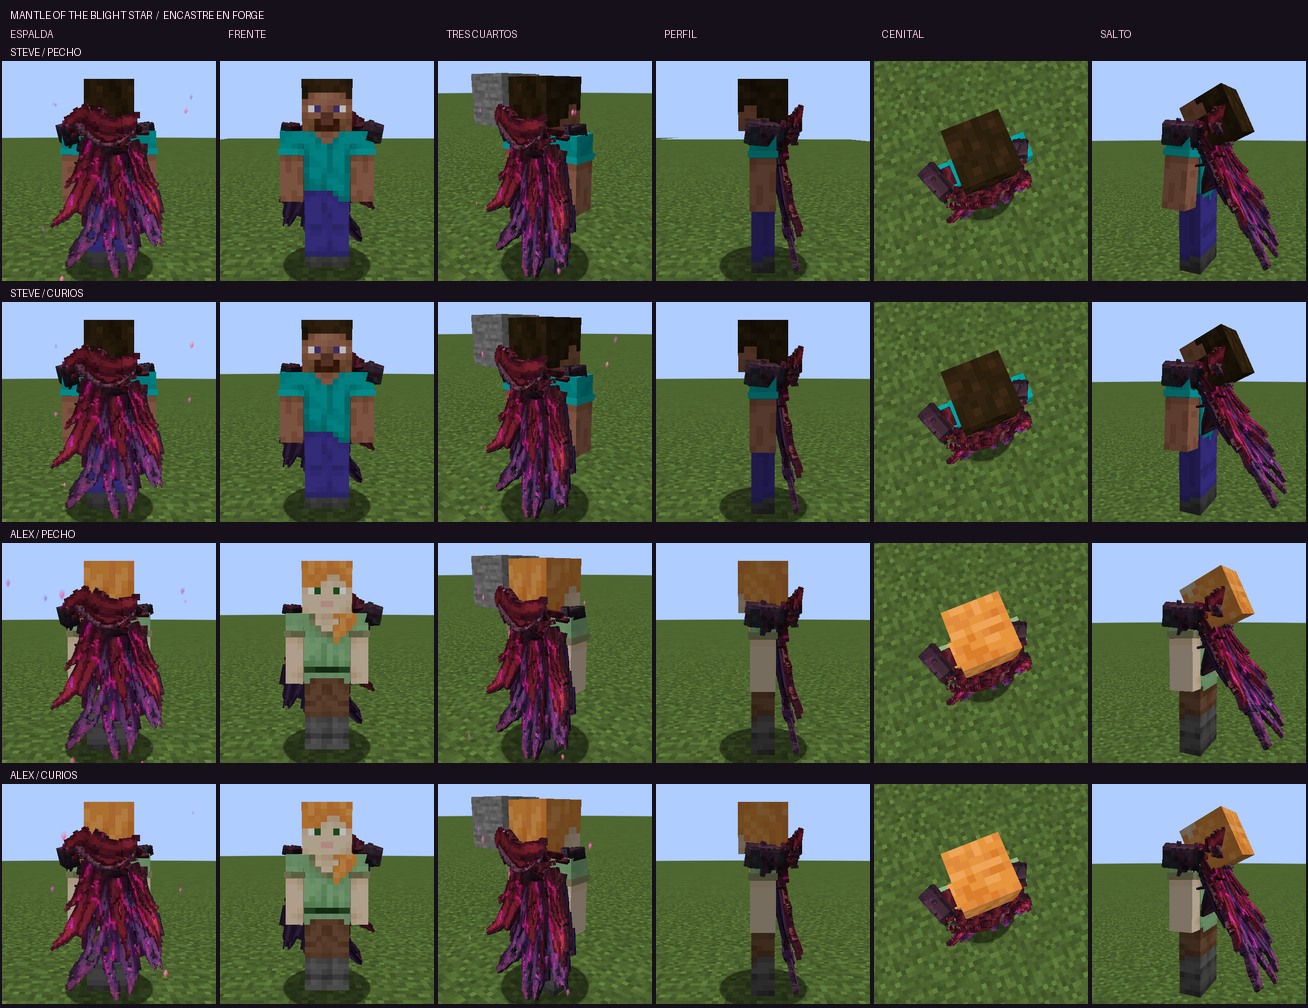 MANTLE OF THE BLIGHT STAR / ENCASTRE EN FORGE
ESPALDA FRENTE TRES CUARTOS PERFIL CENITAL SALTO
STEVE / PECHO
STEVE / CURIOS
ALEX / PECHO
ALEX / CURIOS